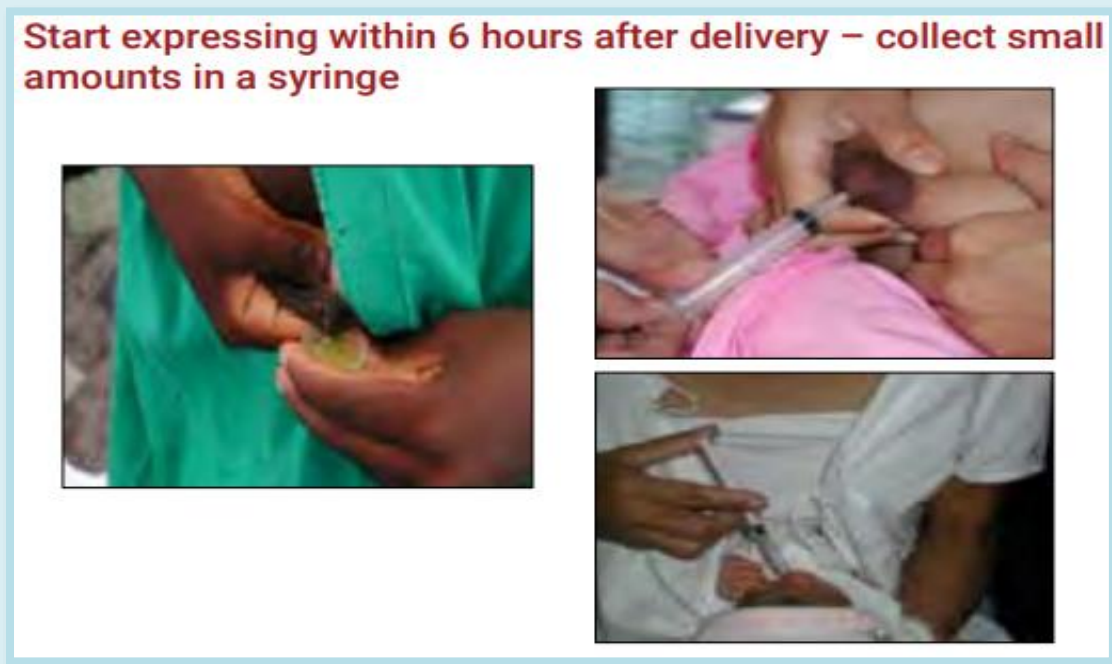 Start expressing within 6 hours after delivery – collect small
amounts in a syringe